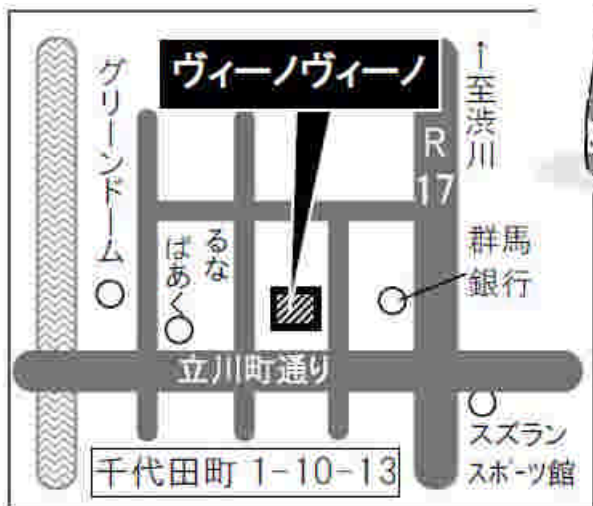 ヴィーノヴィーノ
グリーンドーム
↑至渋川
R
17
るな
ぱあく
群馬
銀行
立川町通り
スズラン
スポーツ館
千代田町 1-10-13